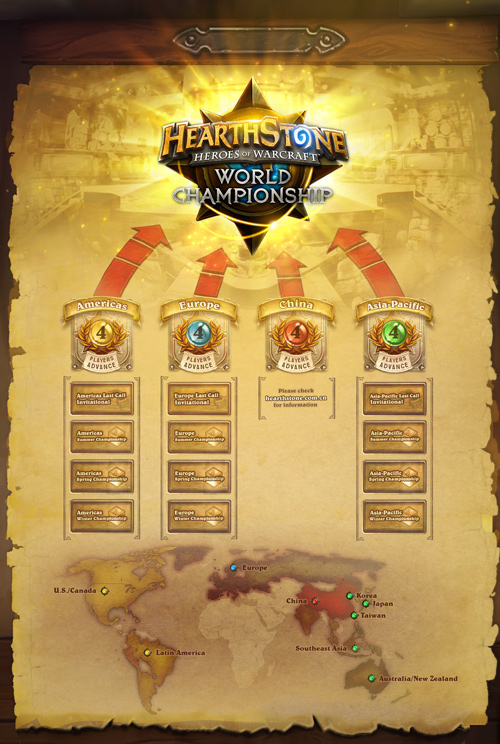 HEARTHSTONE
HEROES OF WARCRAFT
WORLD
CHAMPIONSHIP
Americas
4
PLAYERS
ADVANCE
Europe
4
PLAYERS
ADVANCE
China
4
PLAYERS
ADVANCE
Asia-Pacific
4
PLAYERS
ADVANCE
Americas Last Call
Invitational
Americas
Summer Championship
Americas
Spring Championship
Americas
Winter Championship
Europe Last Call
Invitational
Europe
Summer Championship
Europe
Spring Championship
Europe
Winter Championship
Please check
hearthstone.com.cn
for information
Asia-Pacific Last Call
Invitational
Asia-Pacific
Summer Championship
Asia-Pacific
Spring Championship
Asia-Pacific
Winter Championship
Europe
U.S./Canada
China
Korea
Japan
Taiwan
Latin America
Southeast Asia
Australia/New Zealand